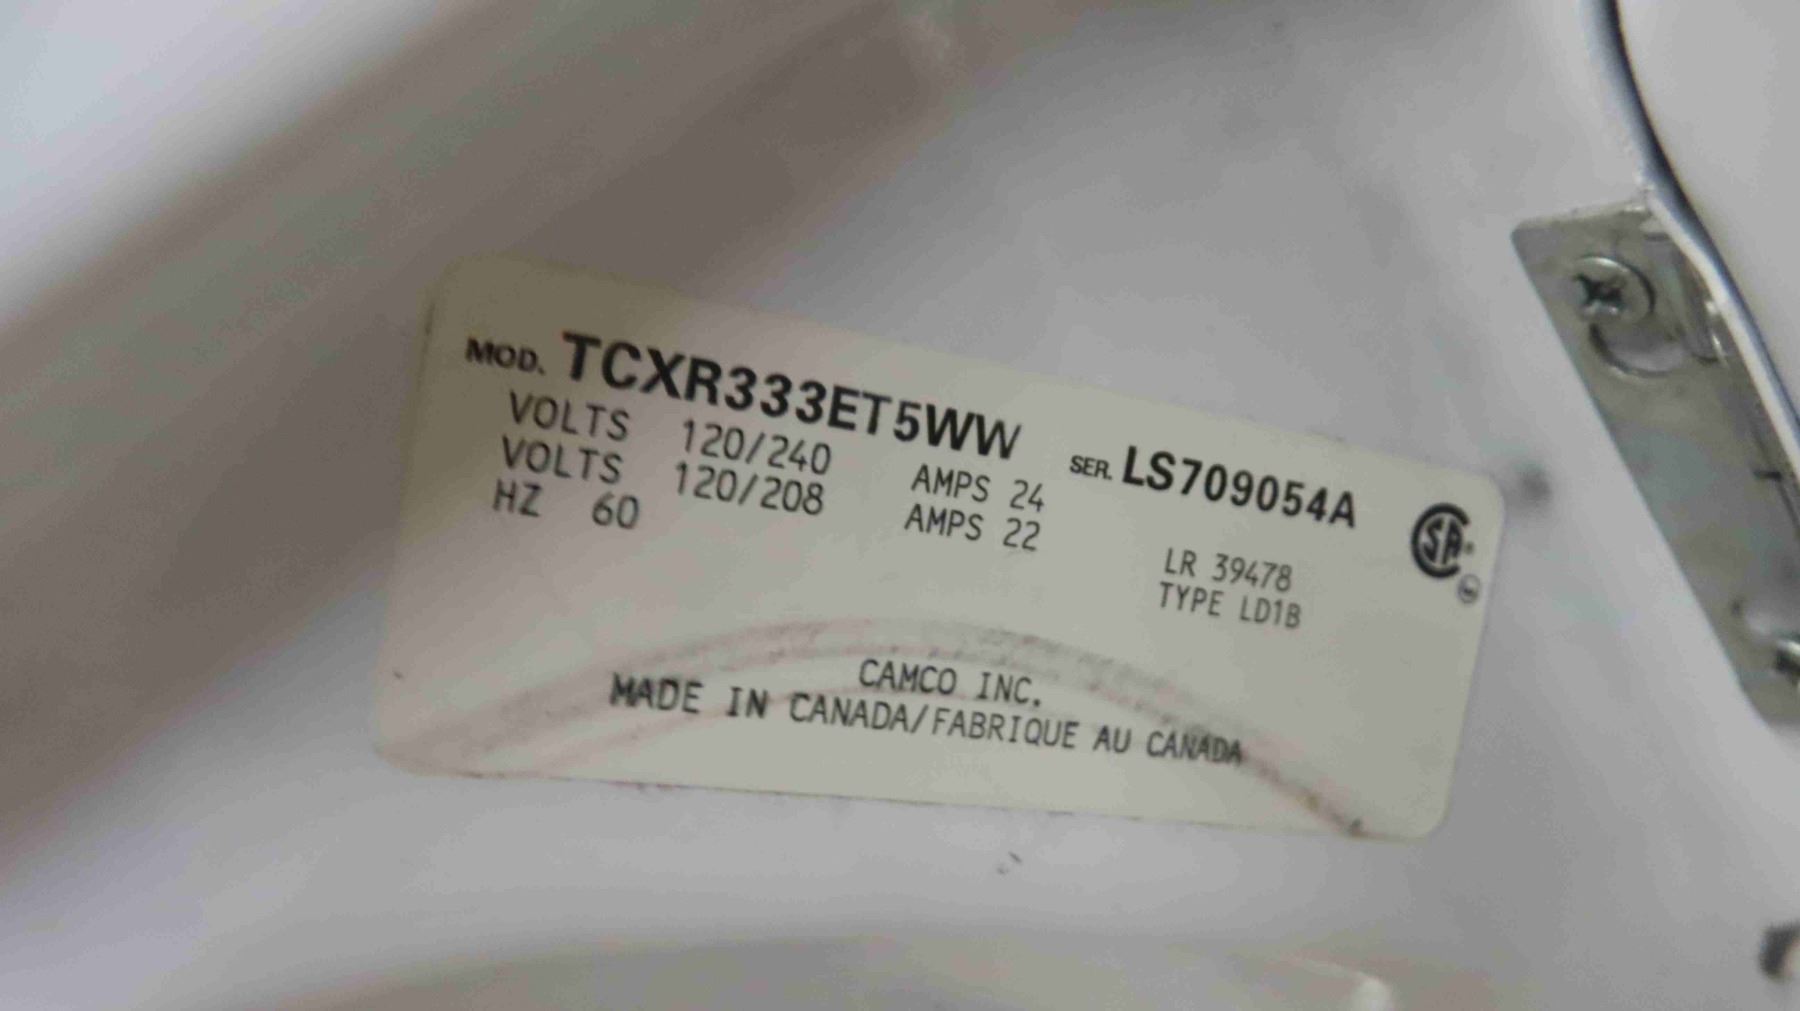 MOD. TCXR333ET5WW SER. LS709054A
VOLTS 120/240 AMPS 24
VOLTS 120/208 AMPS 22
HZ 60
LR 39478
TYPE LD1B
CSA
CAMCO INC.
MADE IN CANADA/FABRIQUE AU CANADA